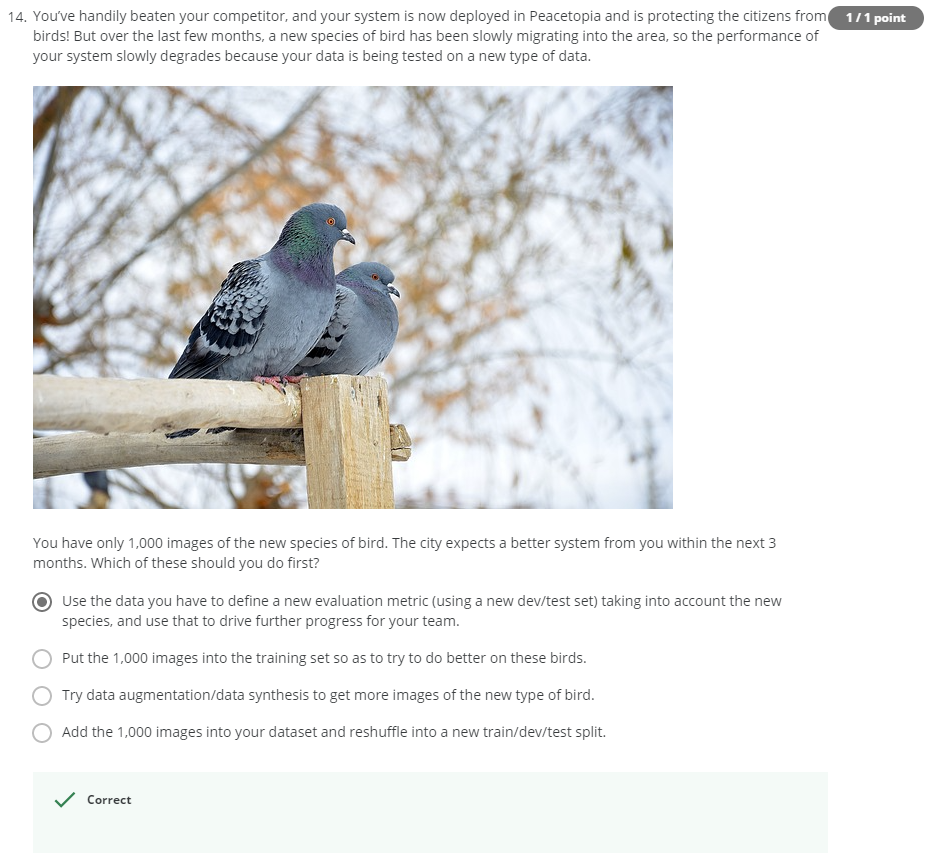 14. You've handily beaten your competitor, and your system is now deployed in Peacetopia and is protecting the citizens from
1 / 1 point
birds! But over the last few months, a new species of bird has been slowly migrating into the area, so the performance of
your system slowly degrades because your data is being tested on a new type of data.
You have only 1,000 images of the new species of bird. The city expects a better system from you within the next 3
months. Which of these should you do first?
Use the data you have to define a new evaluation metric (using a new dev/test set) taking into account the new
species, and use that to drive further progress for your team.
Put the 1,000 images into the training set so as to try to do better on these birds.
Try data augmentation/data synthesis to get more images of the new type of bird.
Add the 1,000 images into your dataset and reshuffle into a new train/dev/test split.
Correct